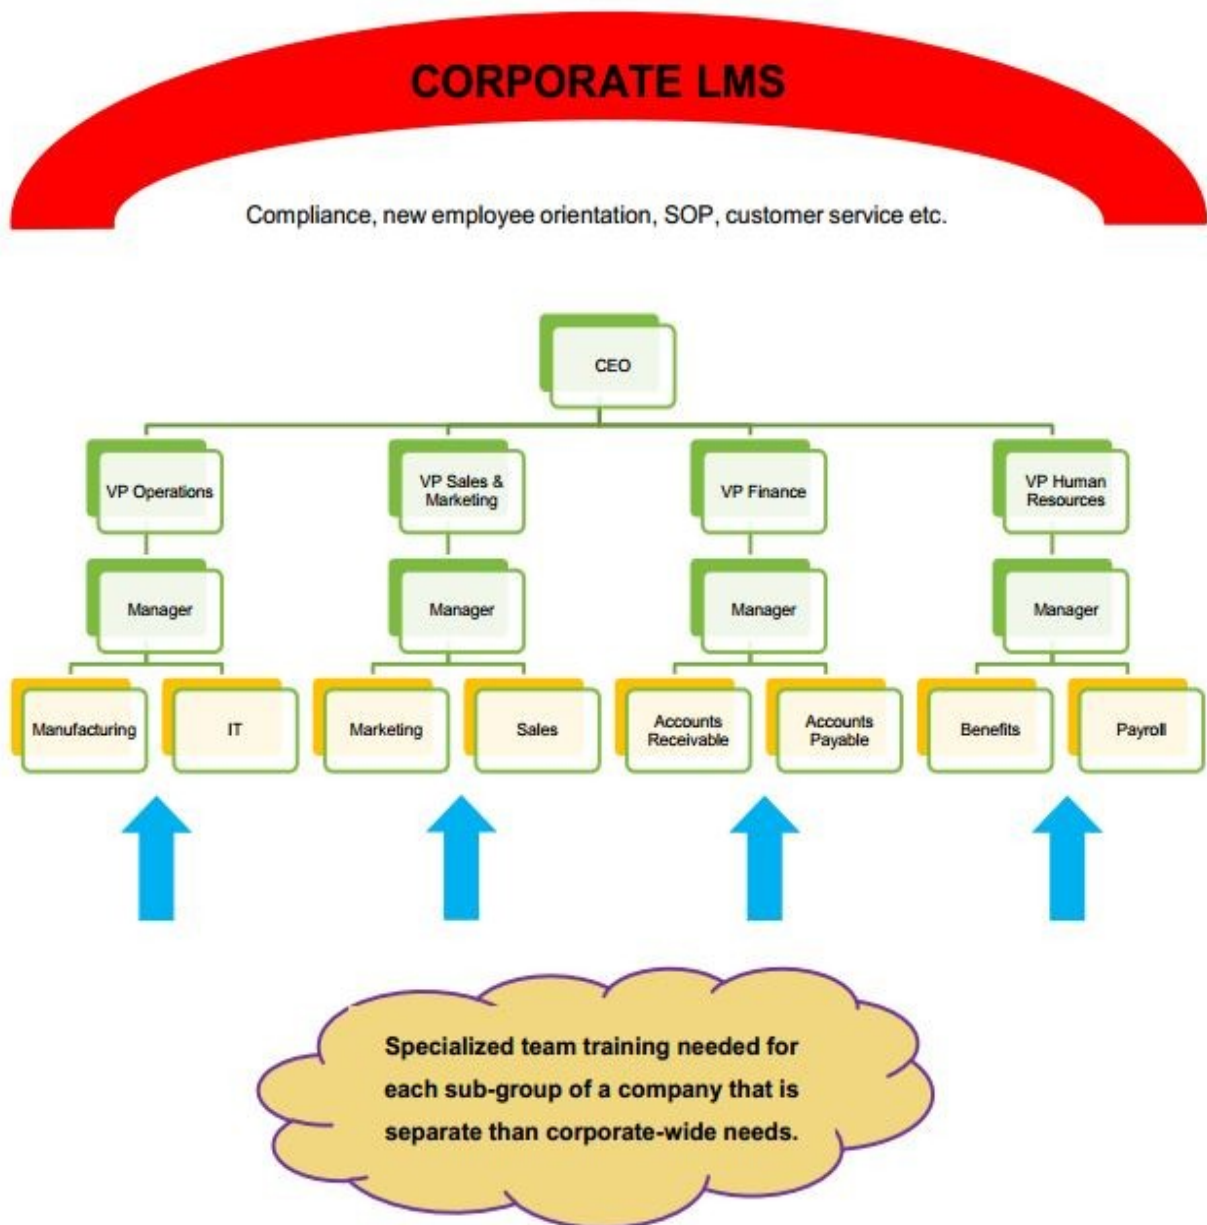 CORPORATE LMS
Compliance, new employee orientation, SOP, customer service etc.
CEO
VP Operations
VP Sales &
Marketing
VP Finance
VP Human
Resources
Manager
Manager
Manager
Manager
Manufacturing
IT
Marketing
Sales
Accounts
Receivable
Accounts
Payable
Benefits
Payroll
Specialized team training needed for
each sub-group of a company that is
separate than corporate-wide needs.